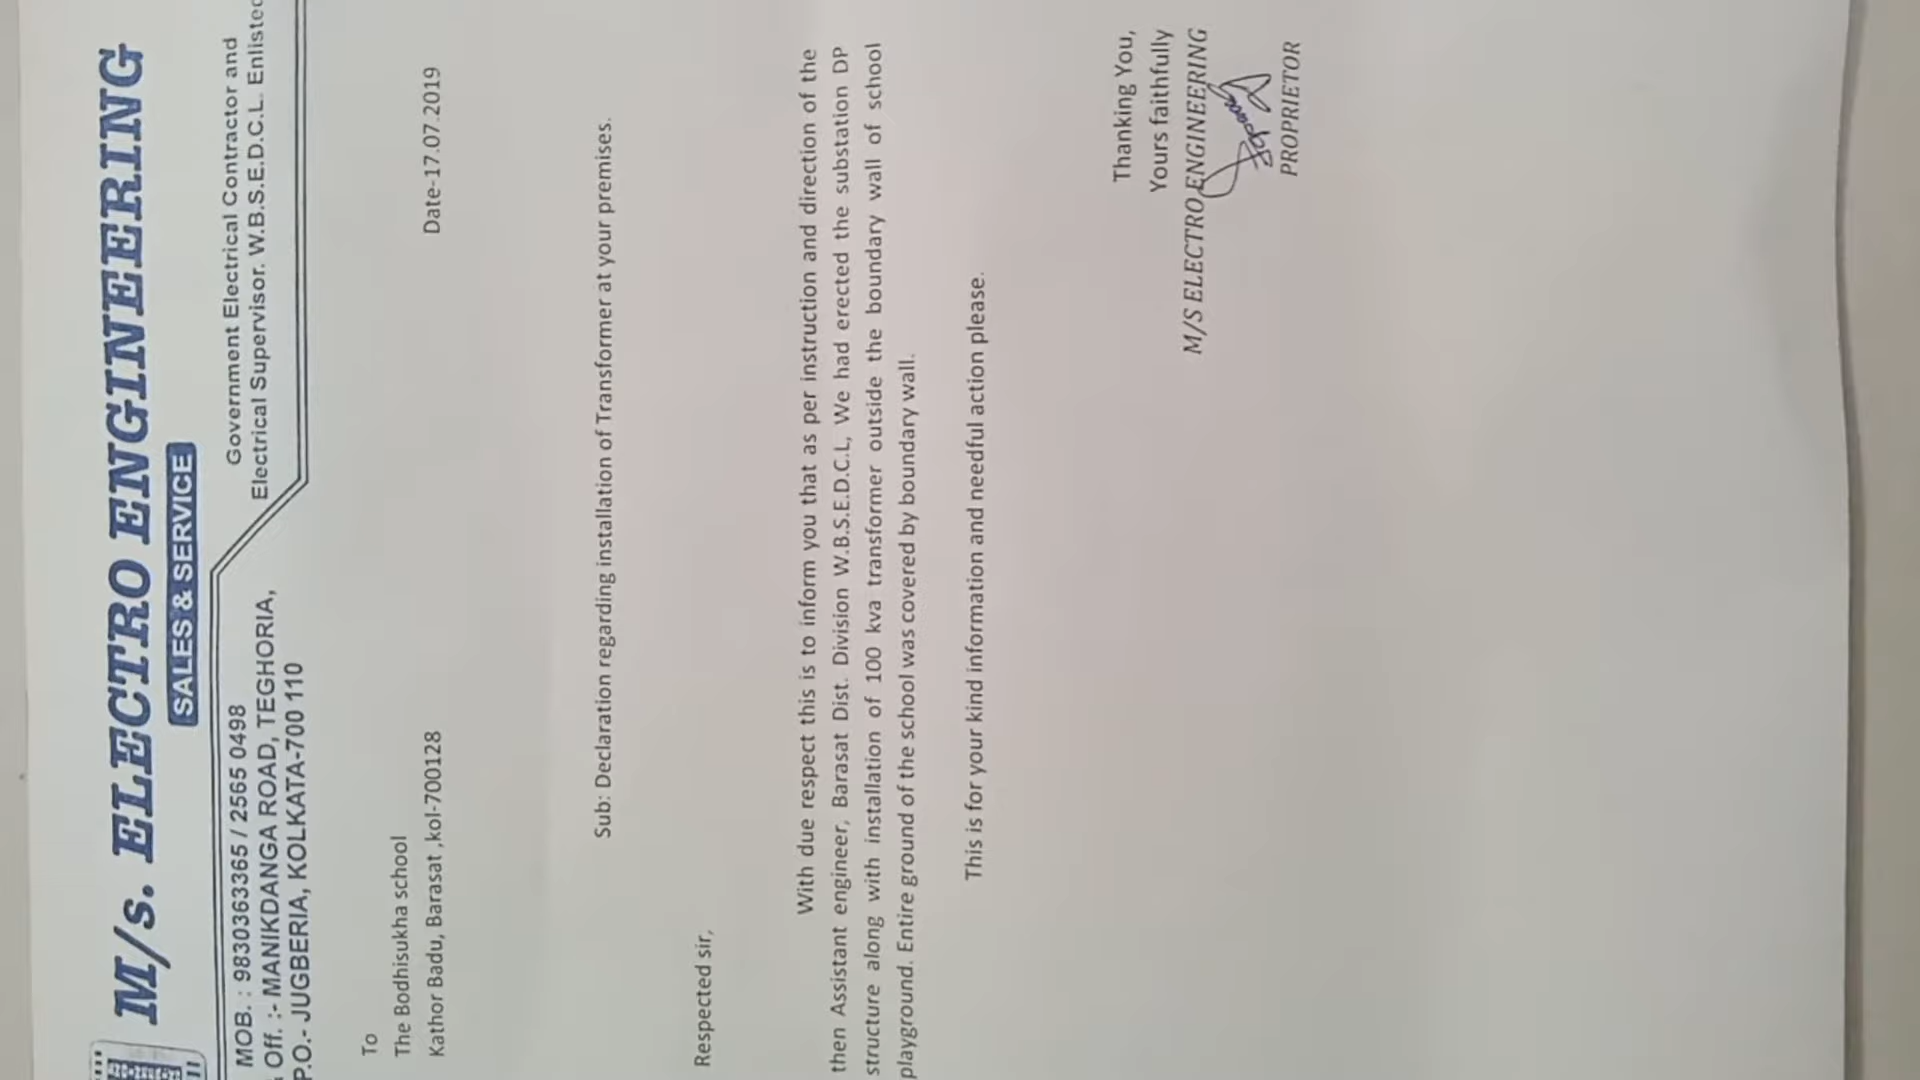 M/s. ELECTRO ENGINEERING
SALES & SERVICE
MOB. : 9830363365 / 2565 0498
Off. :- MANIKDANGA ROAD, TEGHORIA,
P.O.- JUGBERIA, KOLKATA-700 110
Government Electrical Contractor and
Electrical Supervisor. W.B.S.E.D.C.L. Enlisted
To
The Bodhisukha school
Kathor Badu, Barasat ,kol-700128
Date-17.07.2019
Sub: Declaration regarding installation of Transformer at your premises.
Respected sir,
With due respect this is to inform you that as per instruction and direction of the
then Assistant engineer, Barasat Dist. Division W.B.S.E.D.C.L, We had erected the substation DP
structure along with installation of 100 kva transformer outside the boundary wall of school
playground. Entire ground of the school was covered by boundary wall.
This is for your kind information and needful action please.
Thanking You,
Yours faithfully
M/S ELECTRO ENGINEERING
PROPRIETOR